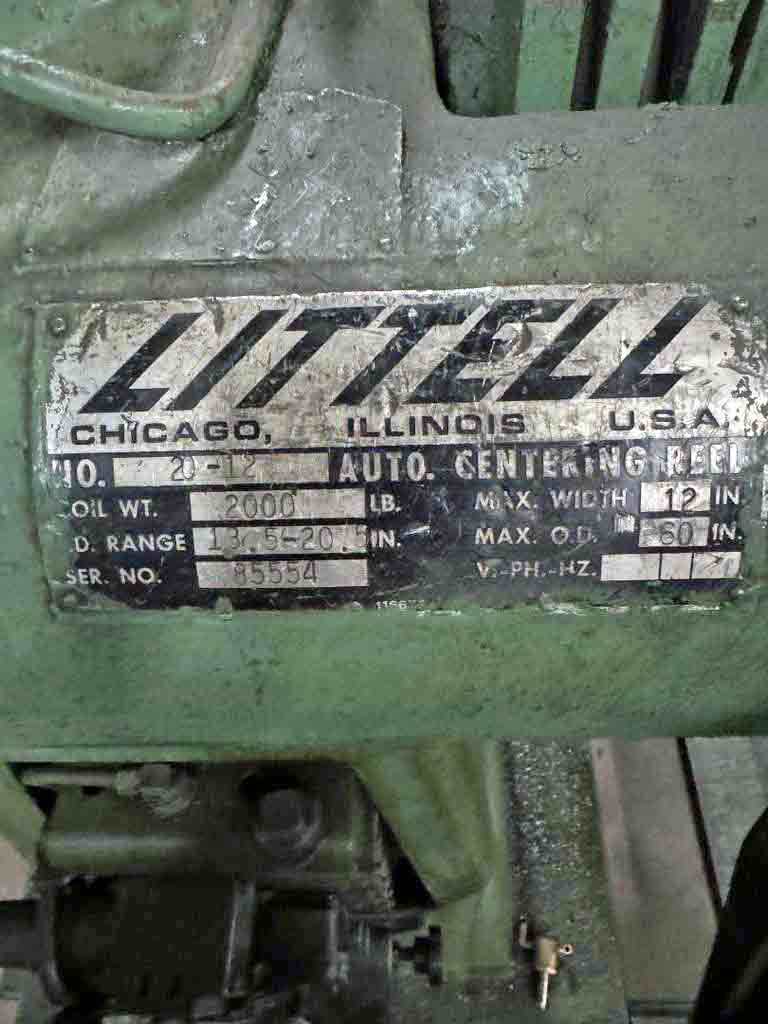 LITTELL
CHICAGO, ILLINOIS U.S.A.
NO. 20-12 AUTO. CENTERING REEL
COIL WT. 2000 LB. MAX. WIDTH 12 IN.
I.D. RANGE 13.5-20.5 IN. MAX. O.D. 60 IN.
SER. NO. 85554 V.-PH.-HZ.